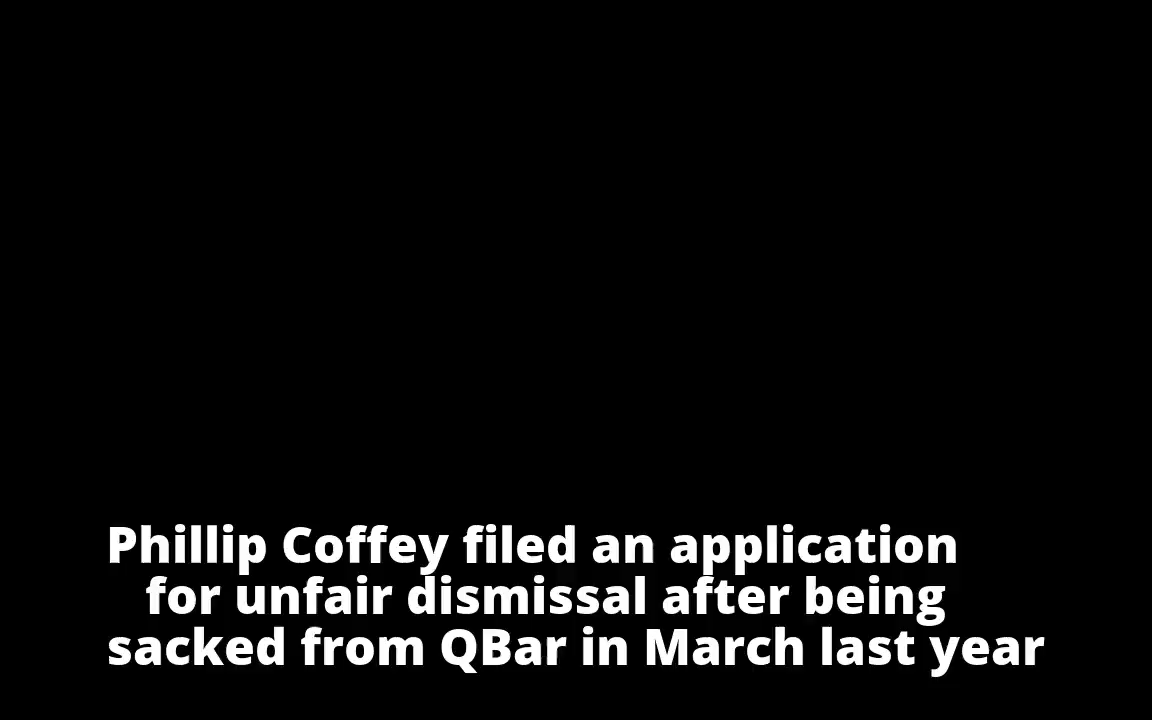 Phillip Coffey filed an application
for unfair dismissal after being
sacked from QBar in March last year